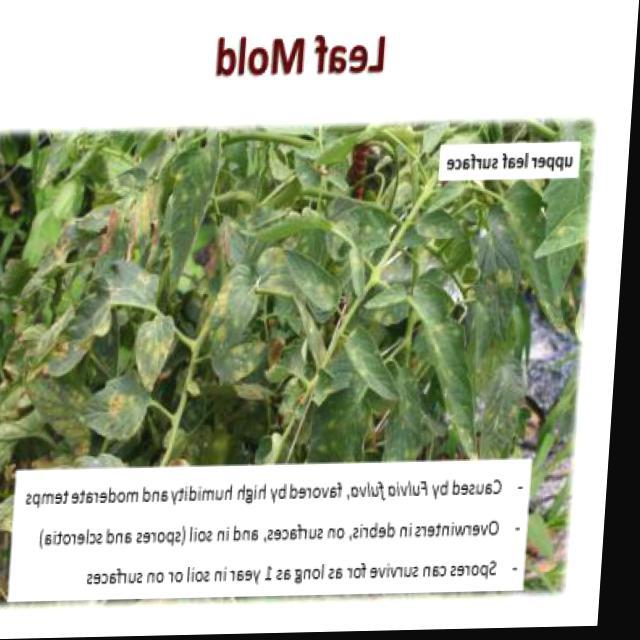 Leaf Mold
upper leaf surface
- Caused by Fulvia fulva, favored by high humidity and moderate temps
- Overwinters in debris, on surfaces, and in soil (spores and sclerotia)
- Spores can survive for as long as 1 year in soil or on surfaces